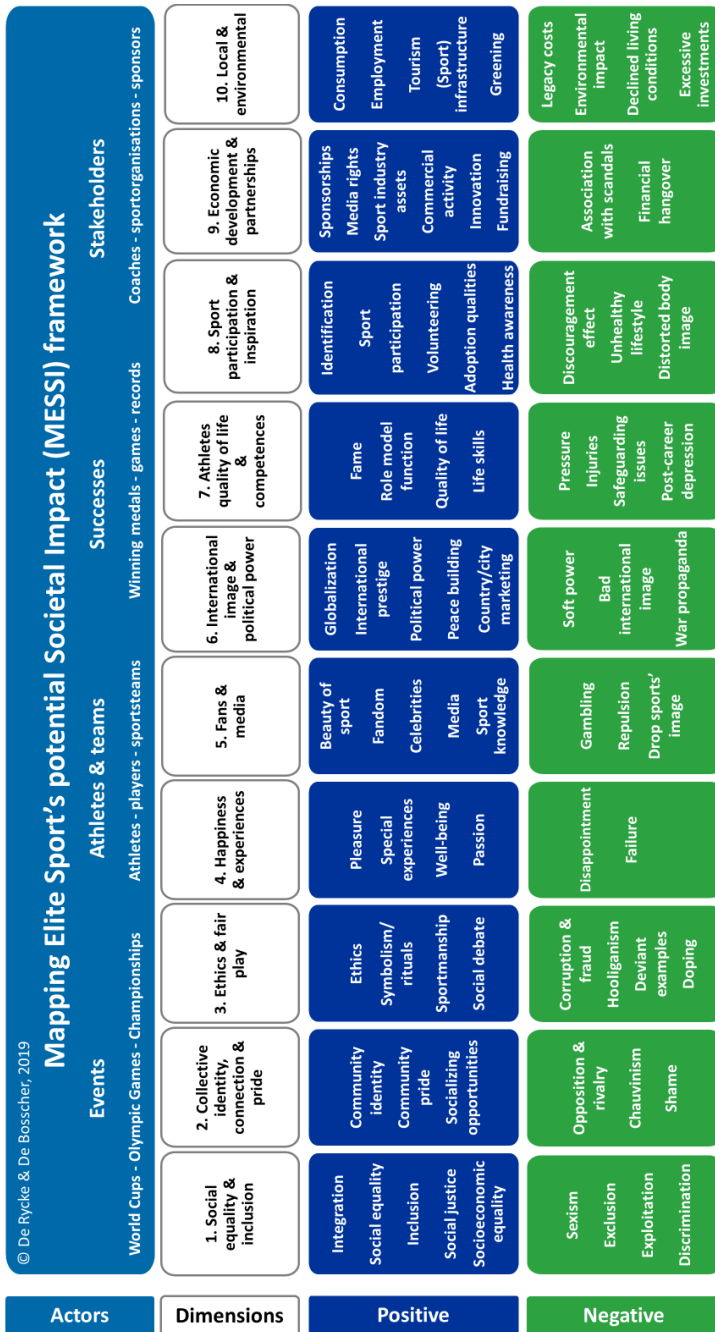 © De Rycke & De Bosscher, 2019
Mapping Elite Sport's potential Societal Impact (MESSI) framework
Actors
Events
World Cups - Olympic Games - Championships
Athletes & teams
Athletes - players - sportsteams
Successes
Winning medals - games - records
Stakeholders
Coaches - sportorganisations - sponsors
Dimensions
1. Social
equality &
inclusion
2. Collective
identity,
connection &
pride
3. Ethics & fair
play
4. Happiness
& experiences
5. Fans &
media
6. International
image &
political power
7. Athletes
quality of life
&
competences
8. Sport
participation &
inspiration
9. Economic
development &
partnerships
10. Local &
environmental
Positive
Integration
Social equality
Inclusion
Social justice
Socioeconomic
equality
Community
identity
Community
pride
Socializing
opportunities
Ethics
Symbolism/
rituals
Sportmanship
Social debate
Pleasure
Special
experiences
Well-being
Passion
Beauty of
sport
Fandom
Celebrities
Media
Sport
knowledge
Globalization
International
prestige
Political power
Peace building
Country/city
marketing
Fame
Role model
function
Quality of life
Life skills
Identification
Sport
participation
Volunteering
Adoption qualities
Health awareness
Sponsorships
Media rights
Sport industry
assets
Commercial
activity
Innovation
Fundraising
Consumption
Employment
Tourism
(Sport)
infrastructure
Greening
Negative
Sexism
Exclusion
Exploitation
Discrimination
Opposition &
rivalry
Chauvinism
Shame
Corruption &
fraud
Hooliganism
Deviant
examples
Doping
Disappointment
Failure
Gambling
Repulsion
Drop sports'
image
Soft power
Bad
international
image
War propaganda
Pressure
Injuries
Safeguarding
issues
Post-career
depression
Discouragement
effect
Unhealthy
lifestyle
Distorted body
image
Association
with scandals
Financial
hangover
Legacy costs
Environmental
impact
Declined living
conditions
Excessive
investments